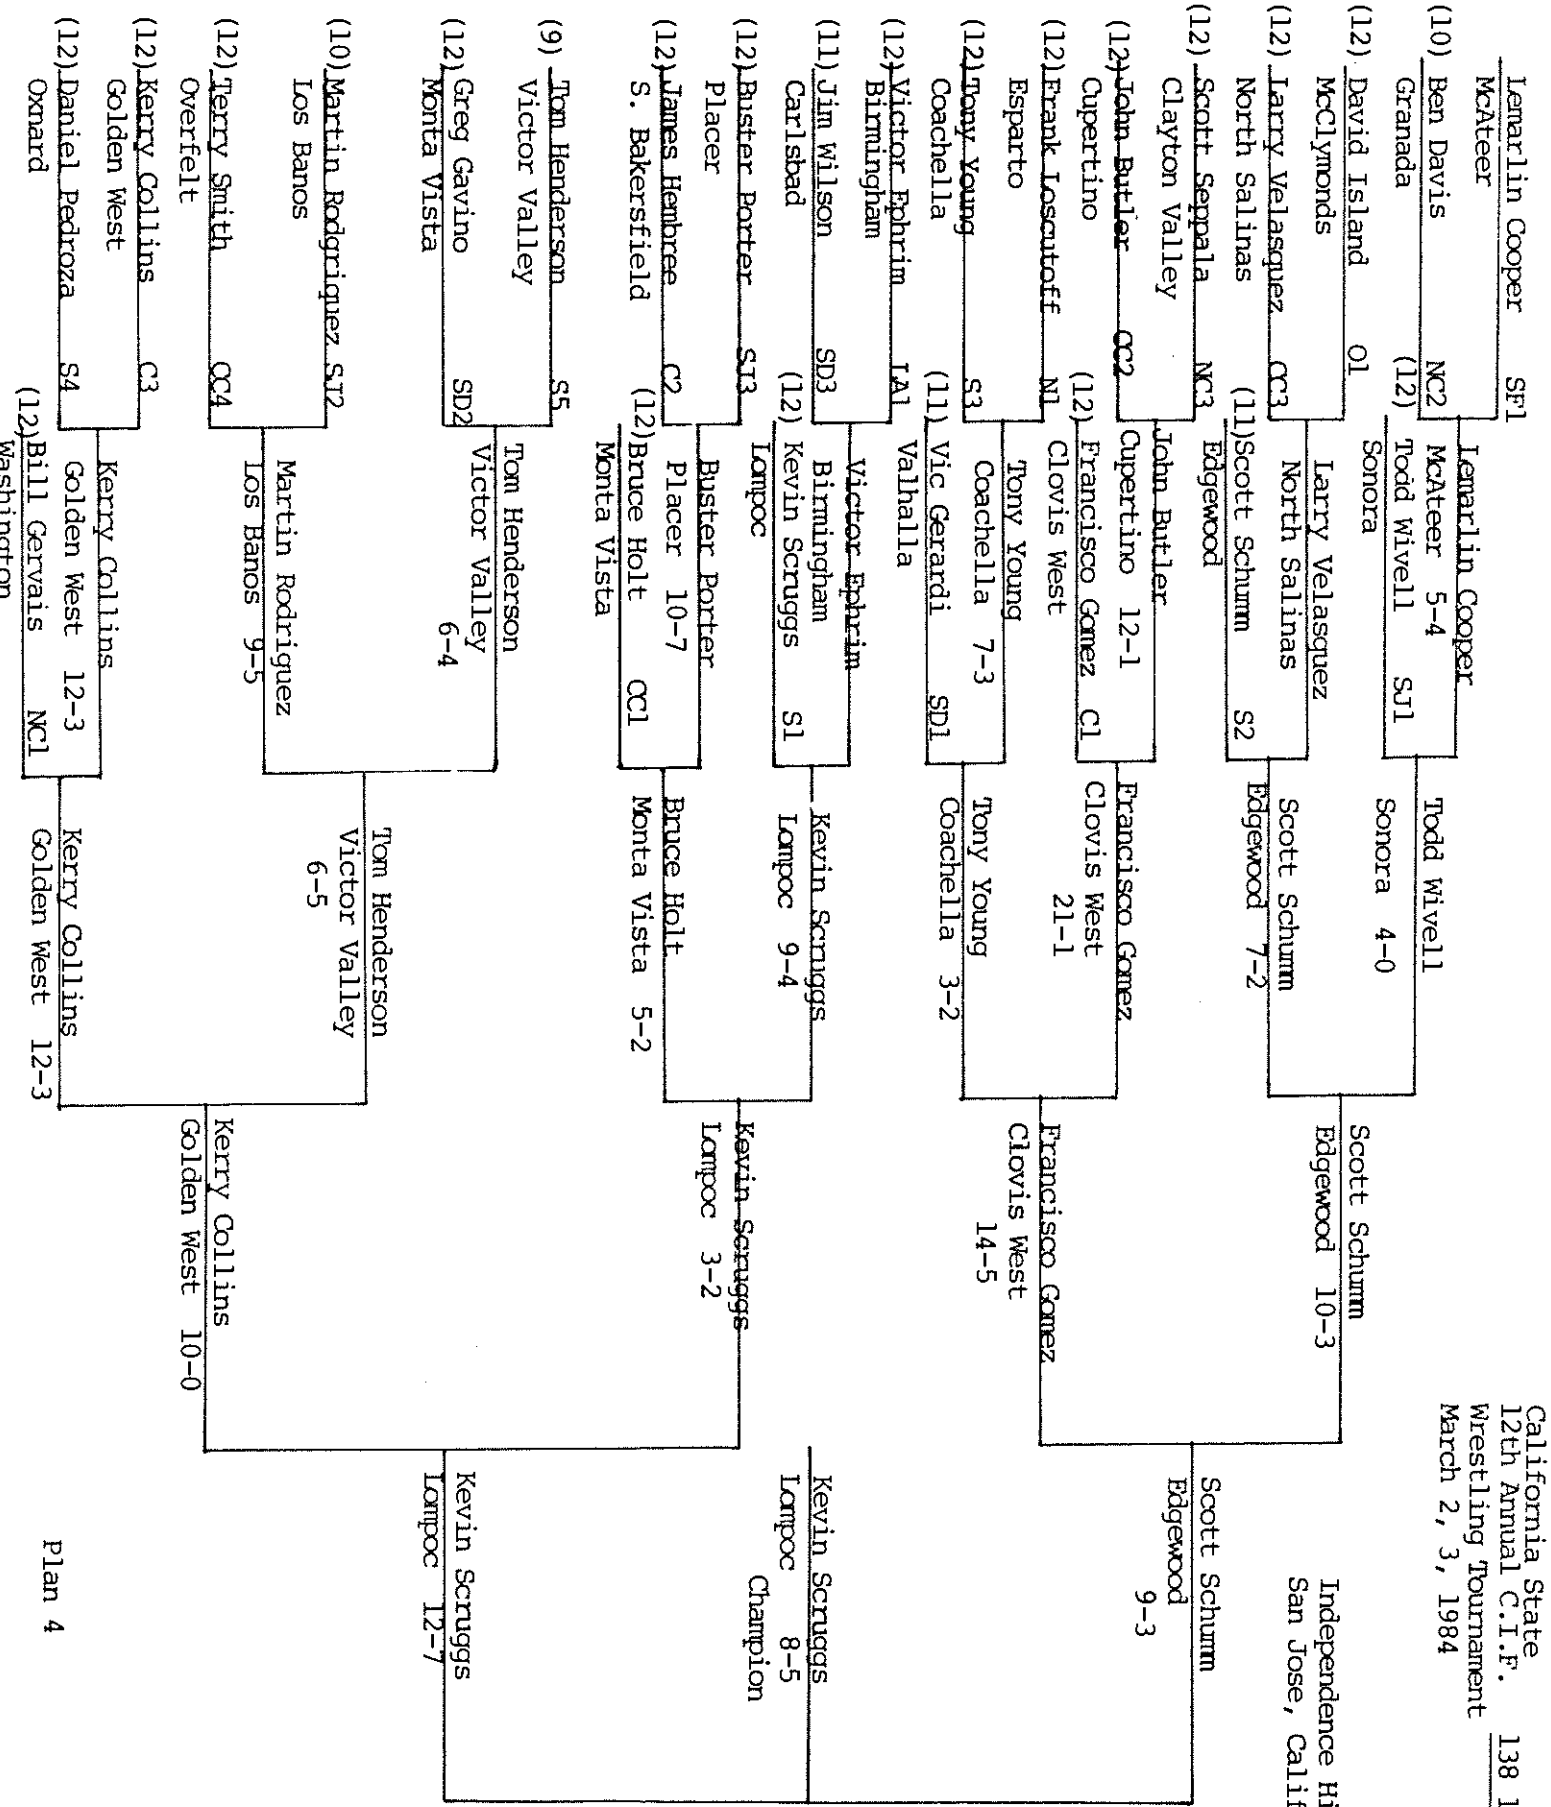 California State
12th Annual C.I.F. 138
Wrestling Tournament
March 2, 3, 1984
Independence
San Jose,
Lemarlin Cooper SF1
McAteer
(10) Ben Davis NC2
Granada
(12) David Island O1
McClymonds
(12) Larry Velasquez CC3
North Salinas
(12) Scott Seppala NC3
Clayton Valley
(12) John Butler CC2
Cupertino
(12) Frank Loscutoff N1
Esparto
(12) Tony Young S3
Coachella
(12) Victor Ephrim LA1
Birmingham
(11) Jim Wilson SD3
Carlsbad
(12) Buster Porter SJ3
Placer
(12) James Hembree C2
S. Bakersfield
(9) Tom Henderson S5
Victor Valley
(12) Greg Gavino SD2
Monta Vista
(10) Martin Rodgriquez SJ2
Los Banos
(12) Terry Smith CC4
Overfelt
(12) Kerry Collins C3
Golden West
(12) Daniel Pedroza S4
Oxnard
Lemarlin Cooper
McAteer 5-4
(12) Todd Wivell SJ1
Sonora
Larry Velasquez
North Salinas
(11) Scott Schumm S2
Edgewood
John Butler
Cupertino 12-1
(12) Francisco Gomez C1
Clovis West
Tony Young
Coachella 7-3
(11) Vic Gerardi SD1
Valhalla
Victor Ephrim
Birmingham
(12) Kevin Scruggs S1
Lompoc
Buster Porter
Placer 10-7
(12) Bruce Holt CC1
Monta Vista
Tom Henderson
Victor Valley
6-4
Martin Rodriguez
Los Banos 9-5
Kerry Collins
Golden West 12-3
(12) Bill Gervais NC1
Washington
Todd Wivell
Sonora 4-0
Scott Schumm
Edgewood 7-2
Francisco Gomez
Clovis West
21-1
Tony Young
Coachella 3-2
Kevin Scruggs
Lompoc 9-4
Bruce Holt
Monta Vista 5-2
Tom Henderson
Victor Valley
6-5
Kerry Collins
Golden West 12-3
Scott Schumm
Edgewood 10-3
Francisco Gomez
Clovis West
14-5
Kevin Scruggs
Lompoc 3-2
Kerry Collins
Golden West 10-0
Scott Schumm
Edgewood
9-3
Kevin Scruggs
Lompoc 12-7
Kevin Scruggs
Lompoc 8-5
Champion
Plan 4